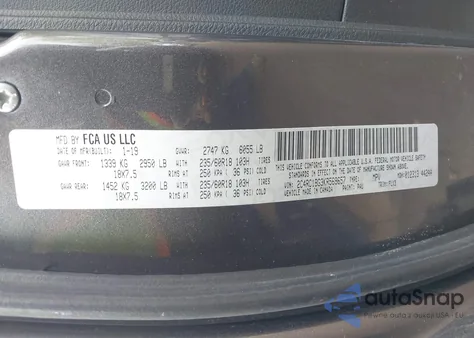 MFD BY FCA US LLC
DATE OF MFR(BUILT): 1-19 GVWR: 2747 KG 6055 LB
GAWR FRONT: 1339 KG 2950 LB WITH 235/60R18 103H TIRES
18X7.5 RIMS AT 250 KPA ( 36 PSI) COLD
GAWR REAR: 1452 KG 3200 LB WITH 235/60R18 103H TIRES
18X7.5 RIMS AT 250 KPA ( 36 PSI) COLD
THIS VEHICLE CONFORMS TO ALL APPLICABLE U.S.A. FEDERAL MOTOR VEHICLE SAFETY
STANDARDS IN EFFECT ON THE DATE OF
MANUFACTURE SHOWN ABOVE
TYPE: MPV
VEHICLE MADE IN CANADA PAINT:
autoSnap